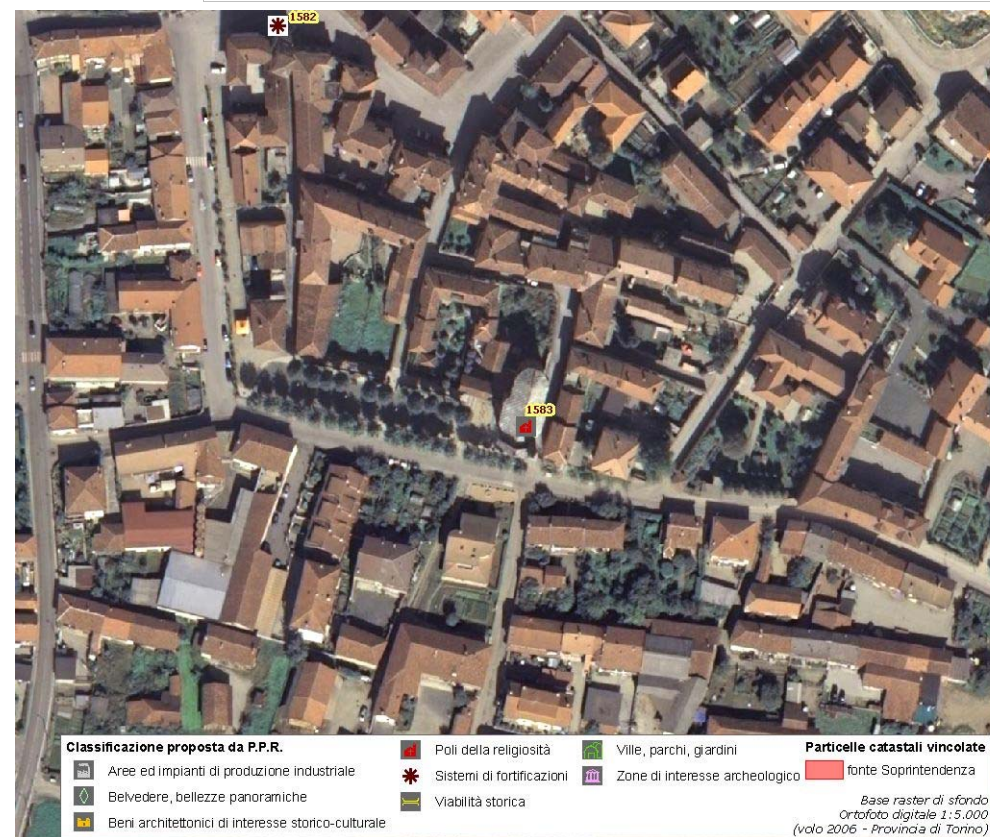 1582
1583
Classificazione proposta da P.P.R.
Aree ed impianti di produzione industriale
Belvedere, bellezze panoramiche
Beni architettonici di interesse storico-culturale
Poli della religiosità
Sistemi di fortificazioni
Viabilità storica
Ville, parchi, giardini
Zone di interesse archeologico
Particelle catastali vincolate
fonte Soprintendenza
Base raster di sfondo
Ortofoto digitale 1:5.000
(volo 2006 - Provincia di Torino)